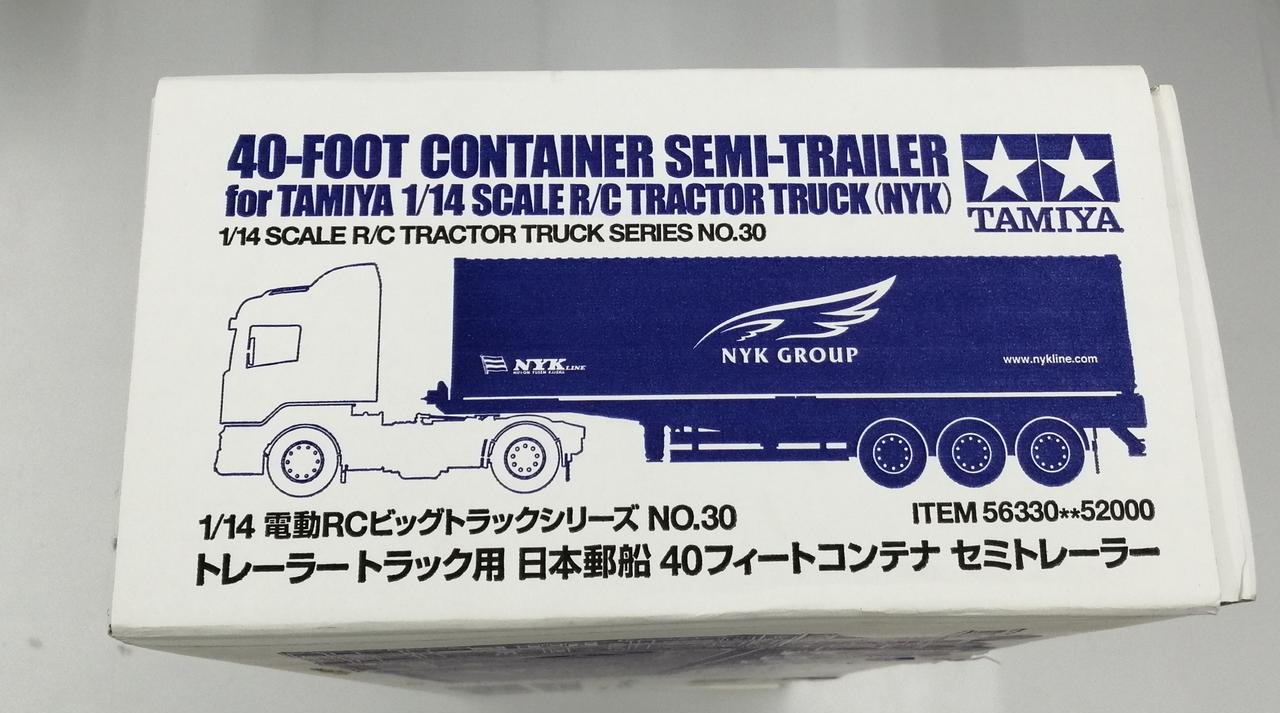 40-FOOT CONTAINER SEMI-TRAILER
for TAMIYA 1/14 SCALE R/C TRACTOR TRUCK (NYK)
TAMIYA
1/14 SCALE R/C TRACTOR TRUCK SERIES NO.30
NYK GROUP
NYK LINE
NIPPON YUSEN KAISHA
www.nykline.com
1/14 電動RCビッグトラックシリーズ NO.30
ITEM 56330**52000
トレーラートラック用 日本郵船 40フィートコンテナ セミトレーラー